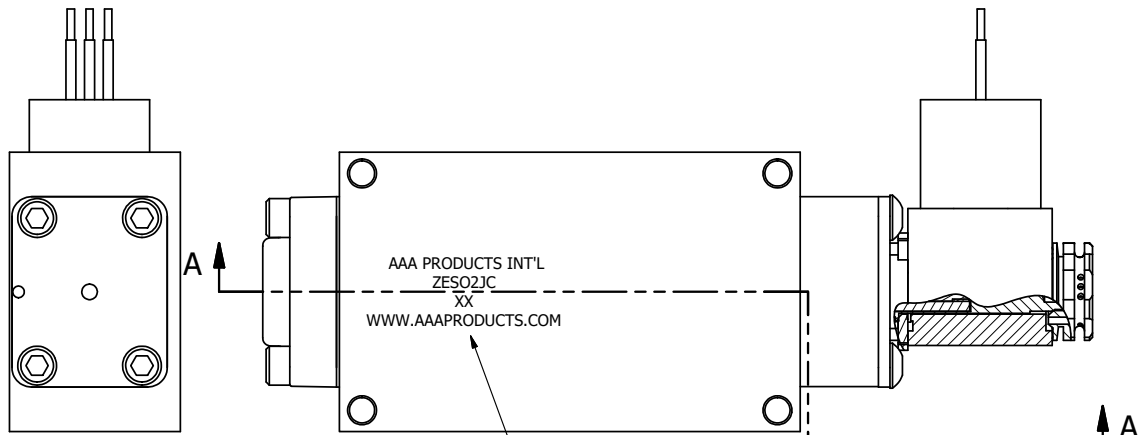 A
AAA PRODUCTS INT'L
ZESO2JC
XX
WWW.AAAPRODUCTS.COM
A